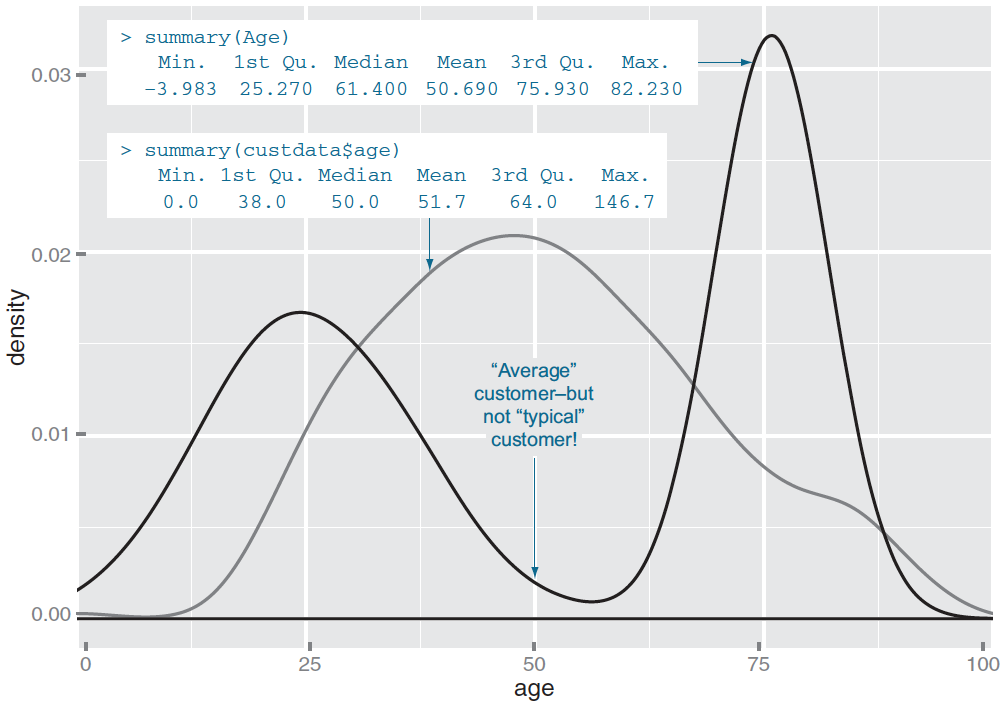 > summary(Age)
Min. 1st Qu. Median Mean 3rd Qu. Max.
−3.983 25.270 61.400 50.690 75.930 82.230
> summary(custdata$age)
Min. 1st Qu. Median Mean 3rd Qu. Max.
0.0 38.0 50.0 51.7 64.0 146.7
0.03
0.02
0.01
0.00
density
“Average”
customer–but
not “typical”
customer!
0 25 50 75 100
age